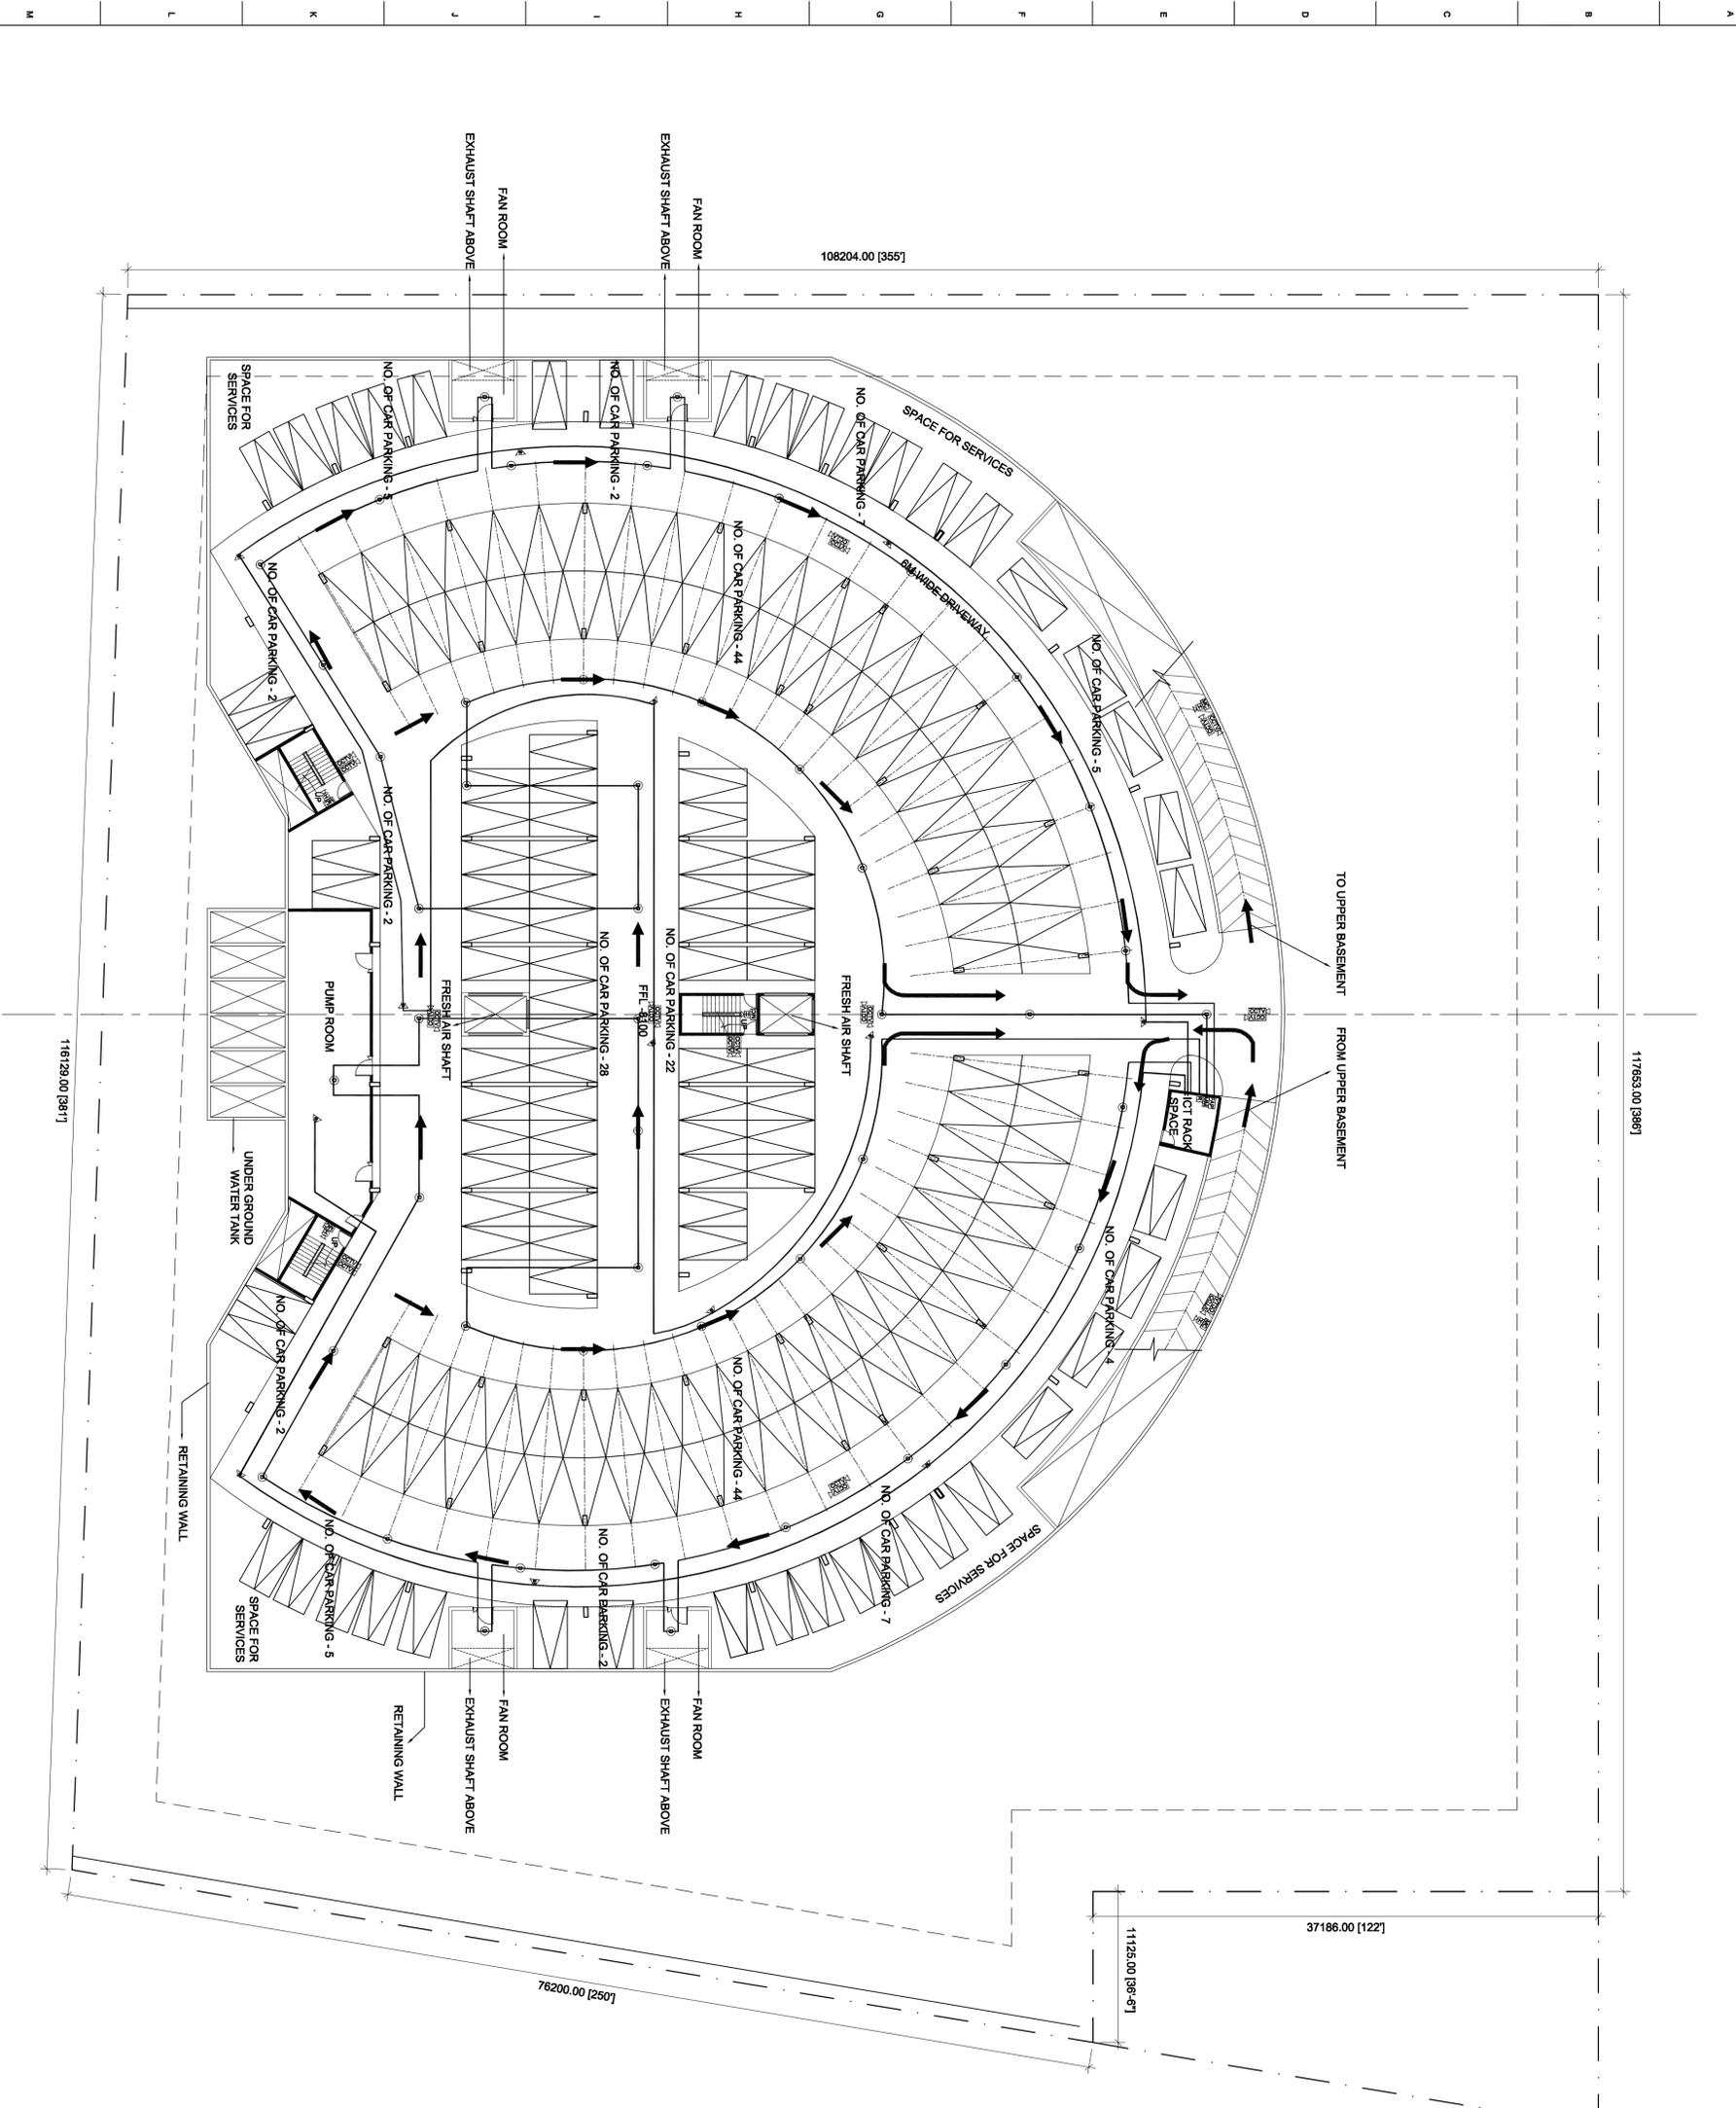 M
L
K
J
I
H
G
F
E
D
C
B
A
EXHAUST SHAFT ABOVE
FAN ROOM
EXHAUST SHAFT ABOVE
FAN ROOM
108204.00 [355']
SPACE FOR
SERVICES
NO. OF CAR PARKING - 5
NO. OF CAR PARKING - 2
NO. OF CAR PARKING - 7
SPACE FOR SERVICES
NO. OF CAR PARKING - 2
NO. OF CAR PARKING - 44
6M WIDE DRIVEWAY
NO. OF CAR PARKING - 5
UP
NO. OF CAR PARKING - 2
TO UPPER BASEMENT
PUMP ROOM
FRESH AIR SHAFT
NO. OF CAR PARKING - 28
FFL -8100
NO. OF CAR PARKING - 22
UP
FRESH AIR SHAFT
FROM UPPER BASEMENT
116129.00 [381']
117653.00 [386']
ICT RACK
SPACE
UNDER GROUND
WATER TANK
UP
NO. OF CAR PARKING - 4
NO. OF CAR PARKING - 2
NO. OF CAR PARKING - 44
RETAINING WALL
NO. OF CAR PARKING - 5
NO. OF CAR PARKING - 2
NO. OF CAR PARKING - 7
SPACE FOR SERVICES
SPACE FOR
SERVICES
RETAINING WALL
EXHAUST SHAFT ABOVE
FAN ROOM
EXHAUST SHAFT ABOVE
FAN ROOM
37186.00 [122']
11125.00 [36'-6"]
76200.00 [250']